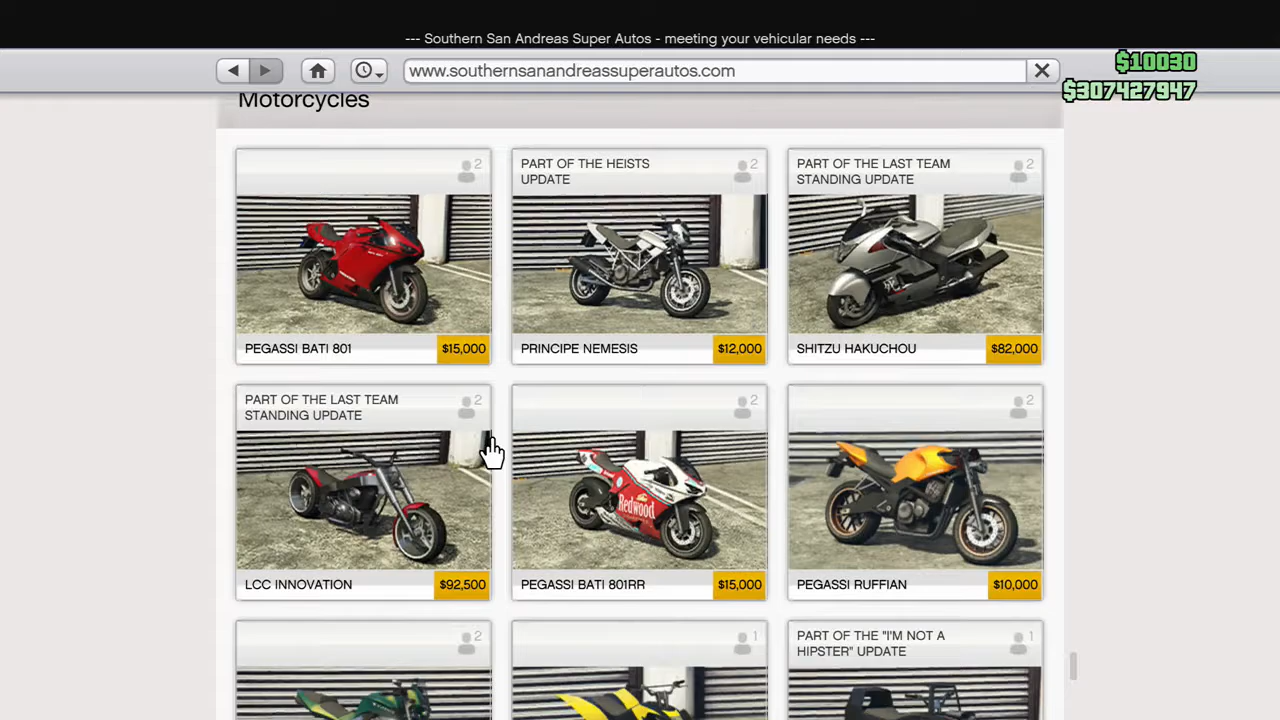 --- Southern San Andreas Super Autos - meeting your vehicular needs ---
www.southernsanandreassuperautos.com
$10030
$307427947
Motorcycles
2
PART OF THE HEISTS
UPDATE
2
PART OF THE LAST TEAM
STANDING UPDATE
2
PEGASSI BATI 801
$15,000
PRINCIPE NEMESIS
$12,000
SHITZU HAKUCHOU
$82,000
PART OF THE LAST TEAM
STANDING UPDATE
2
2
2
Redwood
LCC INNOVATION
$92,500
PEGASSI BATI 801RR
$15,000
PEGASSI RUFFIAN
$10,000
2
1
PART OF THE "I'M NOT A
HIPSTER" UPDATE
1